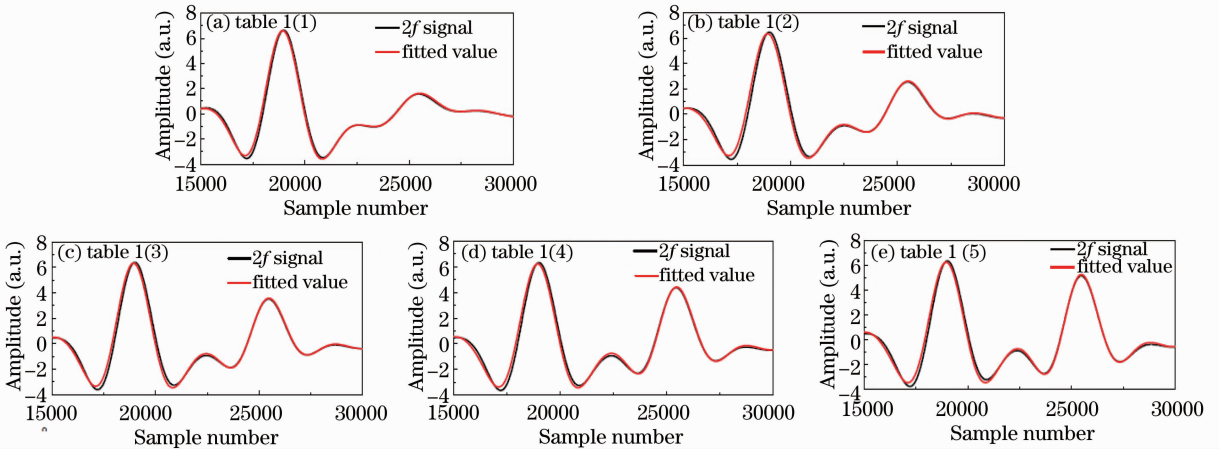 (a) table 1(1)
2f signal
fitted value
Amplitude (a.u.)
8
6
4
2
0
−2
−4
15000 20000 25000 30000
Sample number
(b) table 1(2)
2f signal
fitted value
Amplitude (a.u.)
8
6
4
2
0
−2
−4
15000 20000 25000 30000
Sample number
(c) table 1(3)
2f signal
fitted value
Amplitude (a.u.)
8
6
4
2
0
−2
−4
15000 20000 25000 30000
Sample number
(d) table 1(4)
2f signal
fitted value
Amplitude (a.u.)
8
6
4
2
0
−2
−4
15000 20000 25000 30000
Sample number
(e) table 1 (5)
2f signal
fitted value
Amplitude (a.u.)
8
6
4
2
0
−2
−4
15000 20000 25000 30000
Sample number